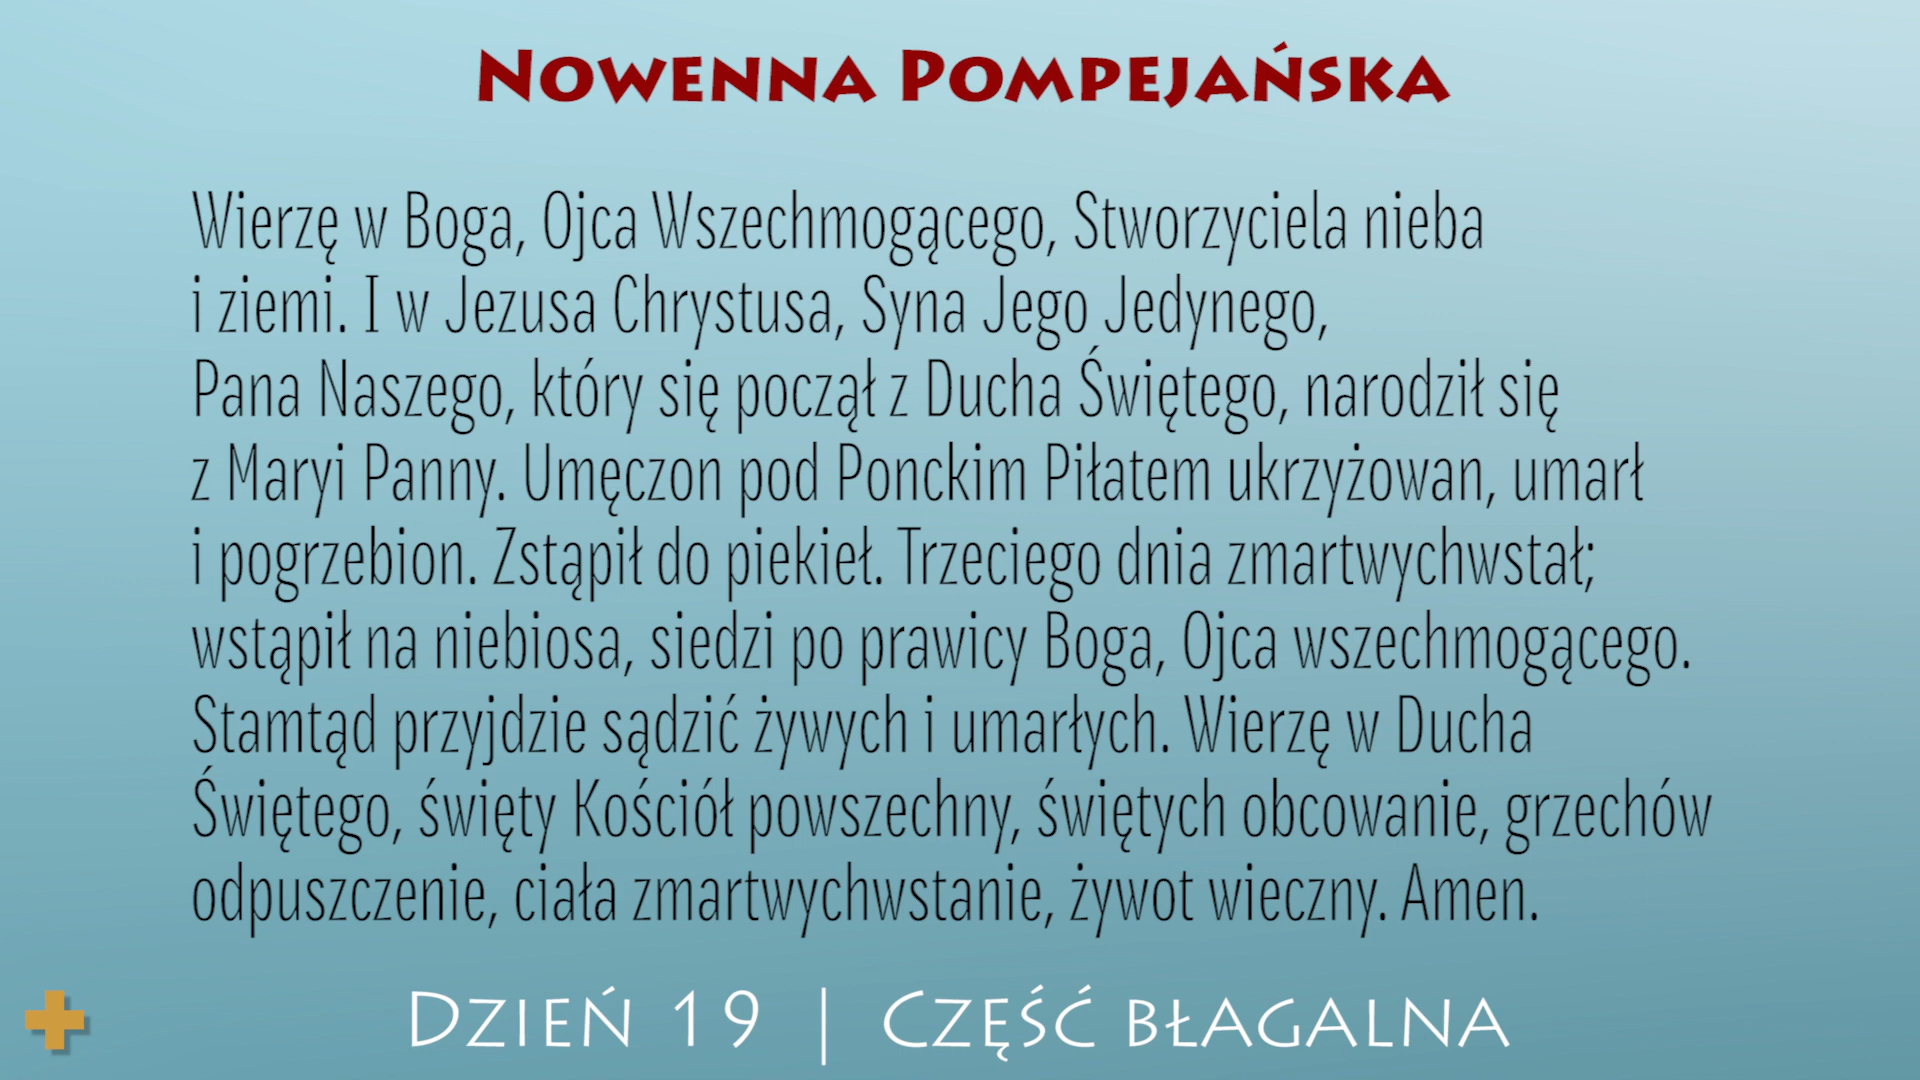 Nowenna Pompejańska
Wierzę w Boga, Ojca Wszechmogącego, Stworzyciela nieba
i ziemi. I w Jezusa Chrystusa, Syna Jego Jedynego,
Pana Naszego, który się począł z Ducha Świętego, narodził się
z Maryi Panny. Umęczon pod Ponckim Piłatem ukrzyżowan, umarł
i pogrzebion. Zstąpił do piekieł. Trzeciego dnia zmartwychwstał;
wstąpił na niebiosa, siedzi po prawicy Boga, Ojca wszechmogącego.
Stamtąd przyjdzie sądzić żywych i umarłych. Wierzę w Ducha
Świętego, święty Kościół powszechny, świętych obcowanie, grzechów
odpuszczenie, ciała zmartwychwstanie, żywot wieczny. Amen.
Dzień 19 | Część błagalna